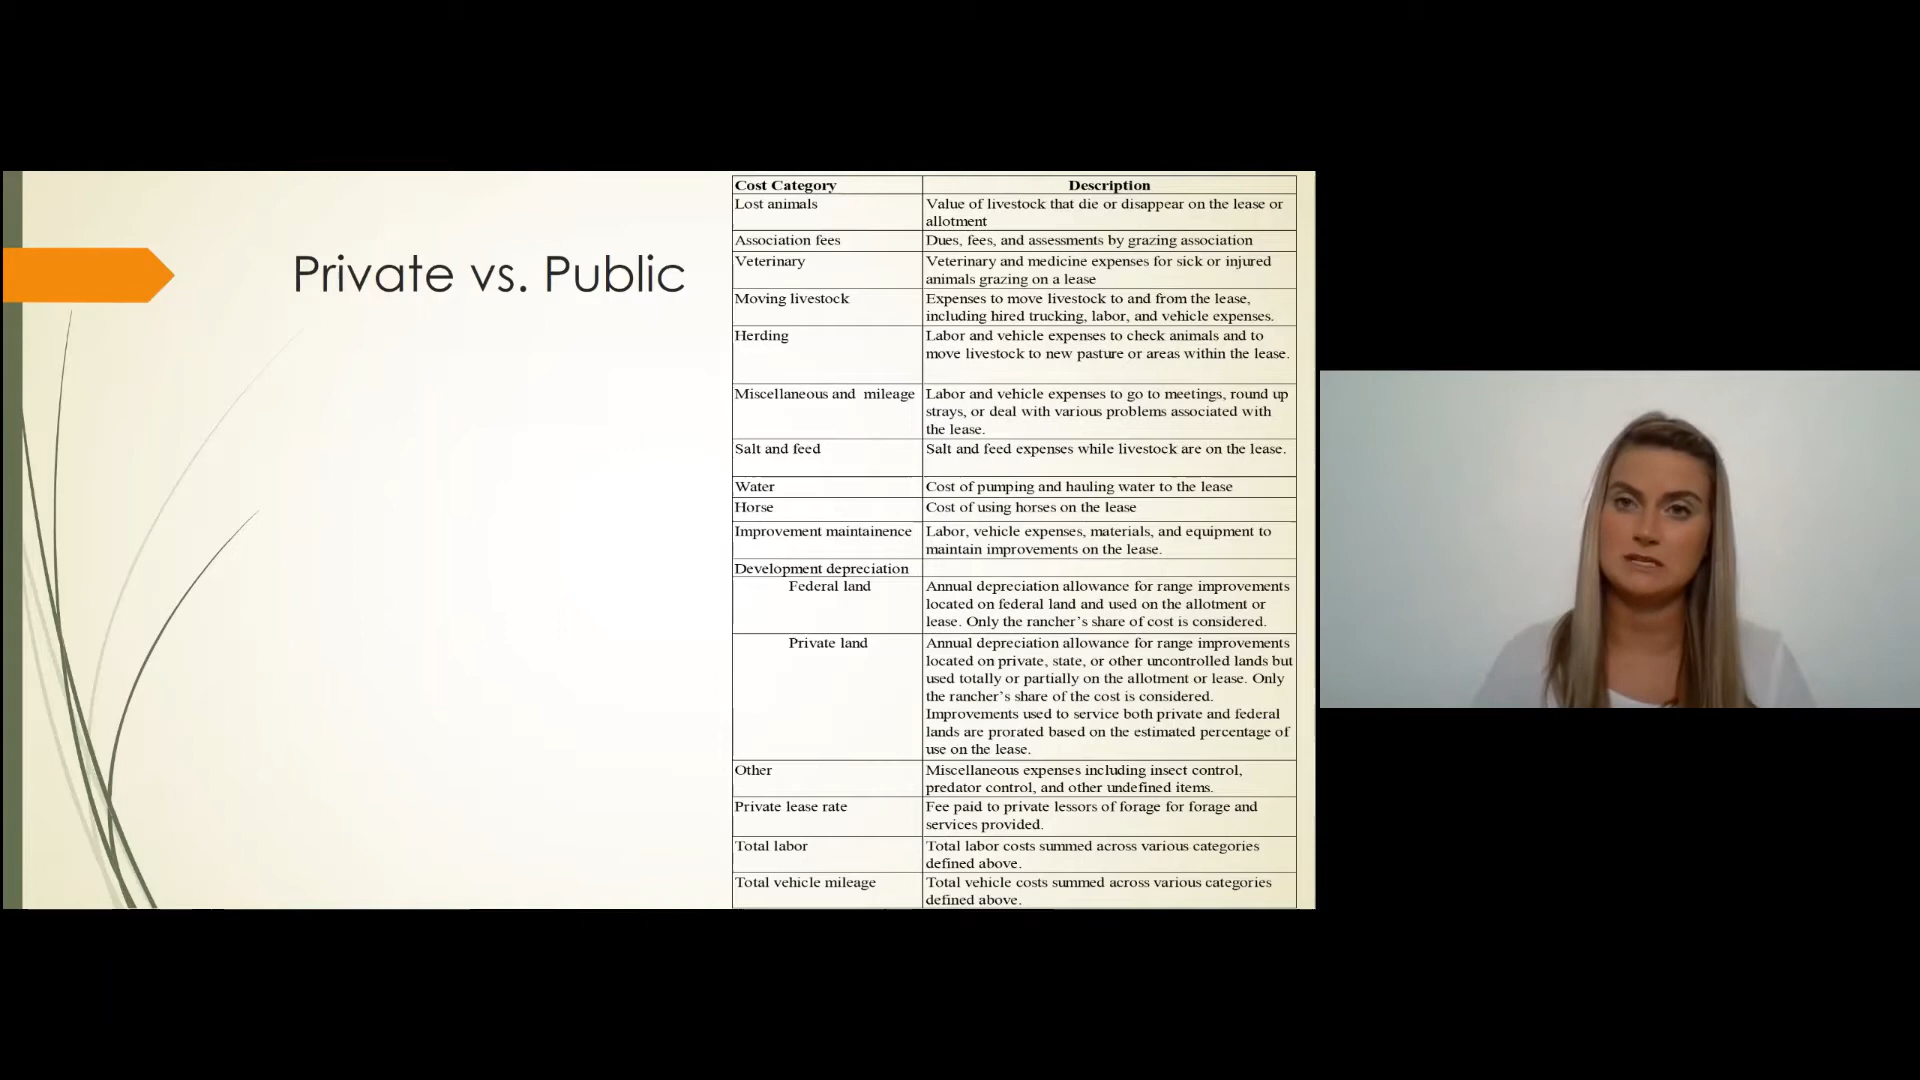 Private vs. Public
Cost Category Description
Lost animals Value of livestock that die or disappear on the lease or
allotment
Association fees Dues, fees, and assessments by grazing association
Veterinary Veterinary and medicine expenses for sick or injured
animals grazing on a lease
Moving livestock Expenses to move livestock to and from the lease,
including hired trucking, labor, and vehicle expenses.
Herding Labor and vehicle expenses to check animals and to
move livestock to new pasture or areas within the lease.
Miscellaneous and mileage Labor and vehicle expenses to go to meetings, round up
strays, or deal with various problems associated with
the lease.
Salt and feed Salt and feed expenses while livestock are on the lease.
Water Cost of pumping and hauling water to the lease
Horse Cost of using horses on the lease
Improvement maintainence Labor, vehicle expenses, materials, and equipment to
maintain improvements on the lease.
Development depreciation
Federal land Annual depreciation allowance for range improvements
located on federal land and used on the allotment or
lease. Only the rancher's share of cost is considered.
Private land Annual depreciation allowance for range improvements
located on private, state, or other uncontrolled lands but
used totally or partially on the allotment or lease. Only
the rancher's share of the cost is considered.
Improvements used to service both private and federal
lands are prorated based on the estimated percentage of
use on the lease.
Other Miscellaneous expenses including insect control,
predator control, and other undefined items.
Private lease rate Fee paid to private lessors of forage for forage and
services provided.
Total labor Total labor costs summed across various categories
defined above.
Total vehicle mileage Total vehicle costs summed across various categories
defined above.